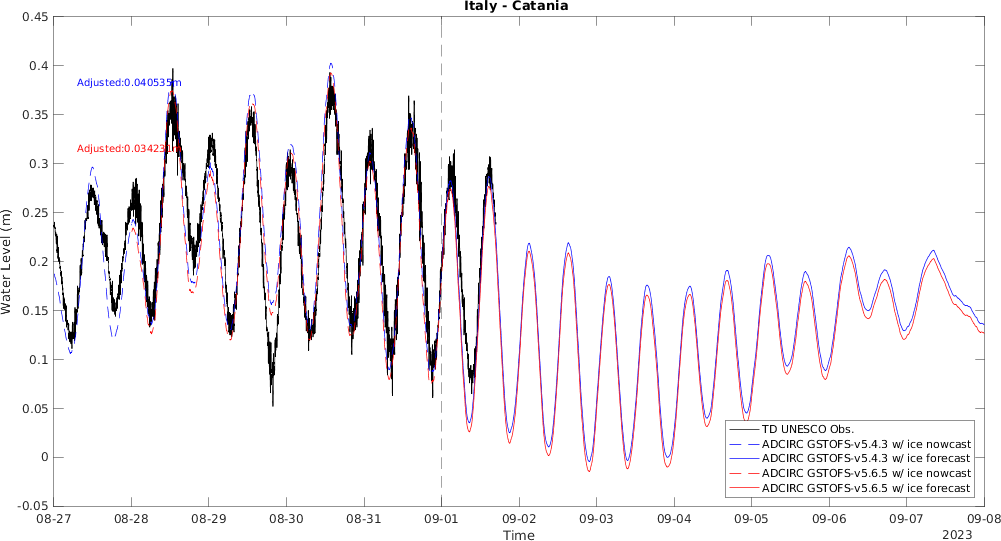 Italy - Catania
0.45
0.4
0.35
0.3
0.25
0.2
0.15
0.1
0.05
0
-0.05
Water Level (m)
Adjusted:0.040535m
Adjusted:0.034231m
TD UNESCO Obs.
ADCIRC GSTOFS-v5.4.3 w/ ice nowcast
ADCIRC GSTOFS-v5.4.3 w/ ice forecast
ADCIRC GSTOFS-v5.6.5 w/ ice nowcast
ADCIRC GSTOFS-v5.6.5 w/ ice forecast
08-27 08-28 08-29 08-30 08-31 09-01 09-02 09-03 09-04 09-05 09-06 09-07 09-08
Time
2023